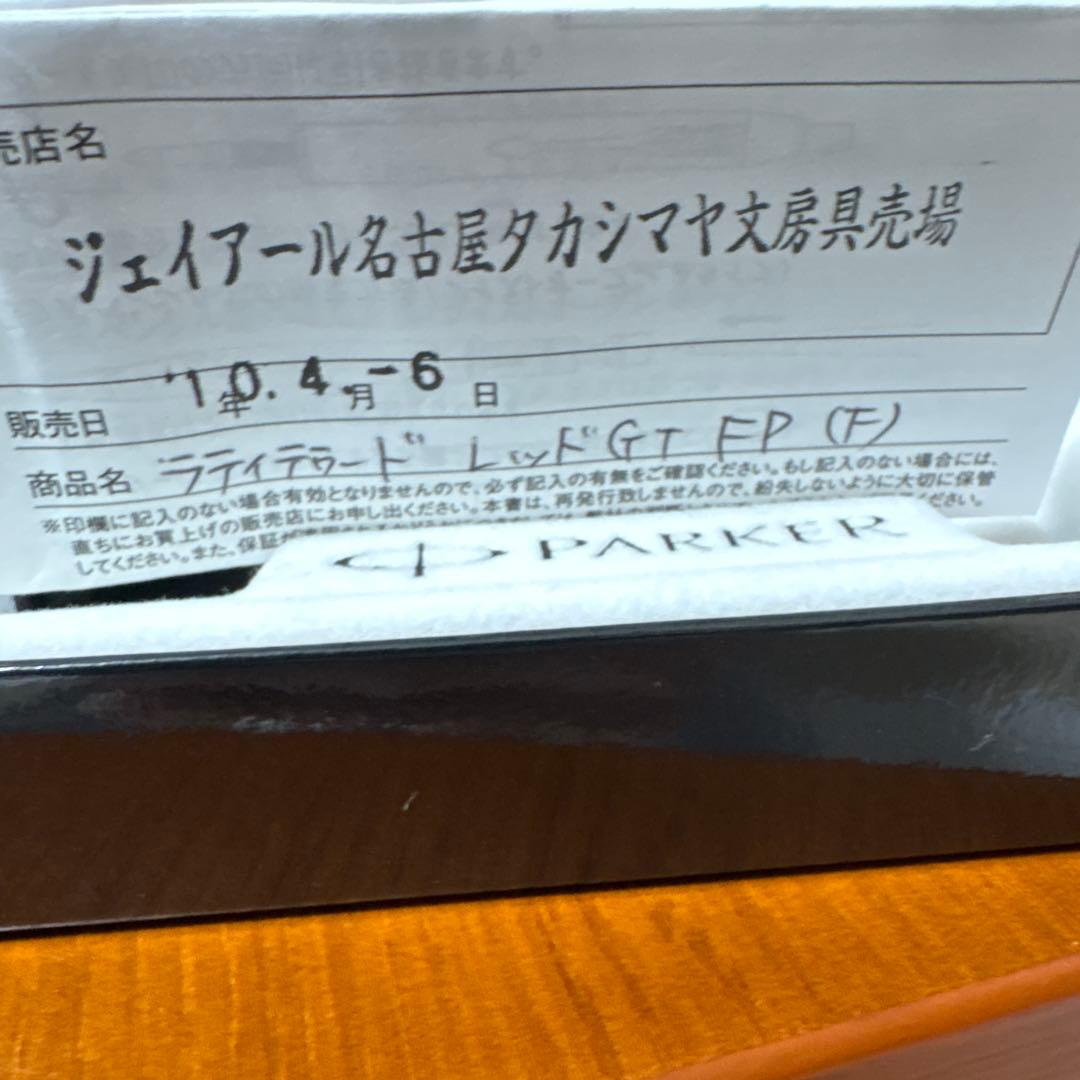 売店名
ジェイアール名古屋タカシマヤ文房具売場
販売日 '10.4.-6 年 月 日
商品名 ラティテゥード レッドGT FP (F)
※印欄に記入のない場合有効となりませんので、必ず記入の有無をご確認ください。もし記入のない場合には、
直ちにお買上げの販売店にお申し出ください。本書は、再発行致しませんので、紛失しないように大切に保管
してください。また、保証が
ください。
PARKER